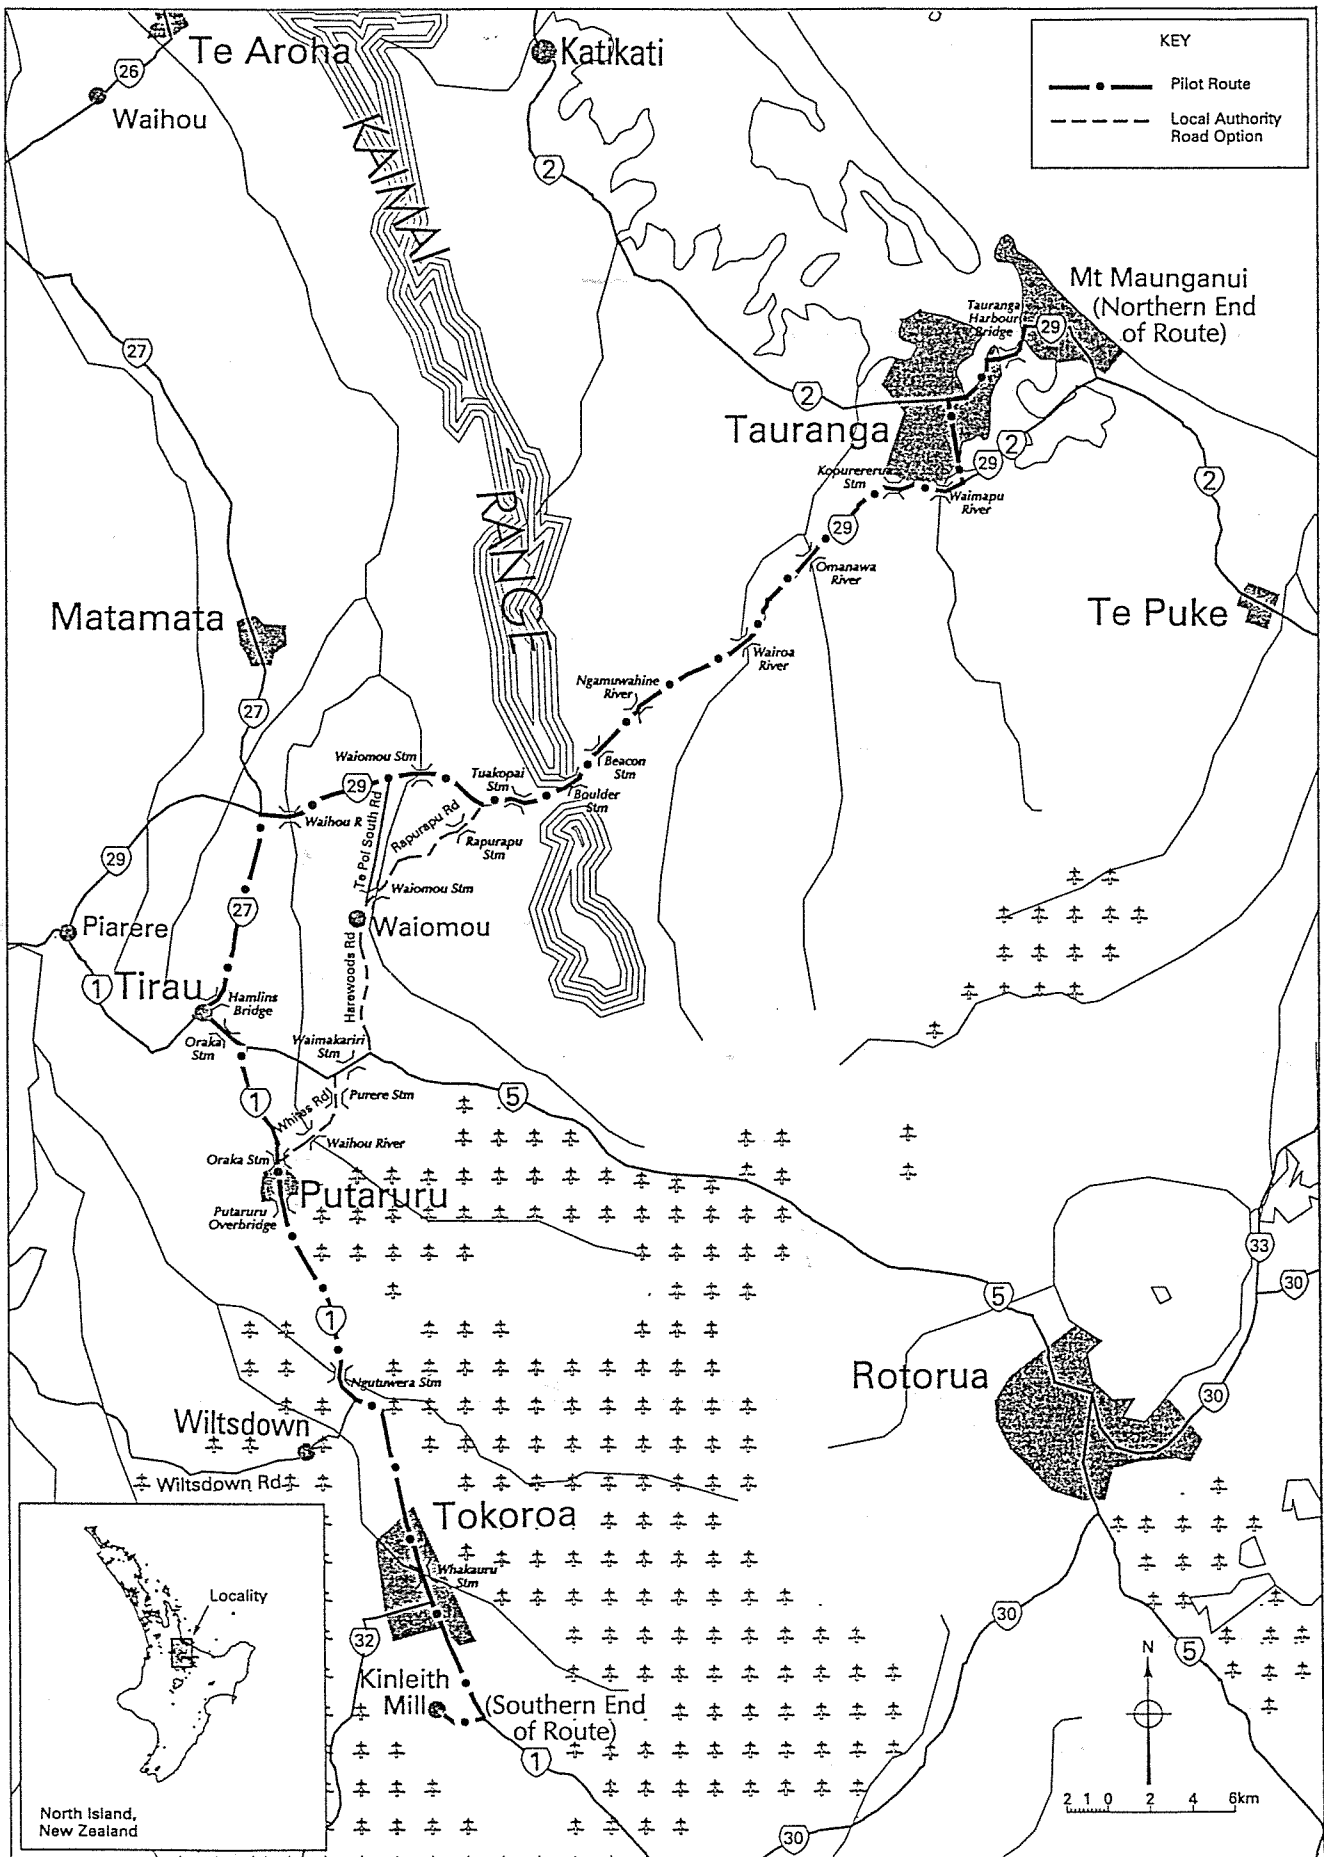 Te Aroha
Katikati
26
Waihou
KEY
Pilot Route
Local Authority
Road Option
2
KAIMAI
RANGE
Mt Maunganui
(Northern End
of Route)
Tauranga
Harbour
Bridge
29
27
2
Tauranga
2
29
Kopurererua
Stm
Waimapu
River
2
29
Omanawa
River
Matamata
Te Puke
Wairoa
River
Ngamuwahine
River
27
Waiomou Stm
Tuakopai
Stm
Beacon
Stm
Boulder
Stm
29
Waihou R
Te Poi South Rd
Rapurapu Rd
Rapurapu
Stm
29
Waiomou Stm
27
Piarere
Waiomou
Harewoods Rd
1
Tirau
Hamlins
Bridge
Oraka
Stm
Waimakariri
Stm
1
Whites Rd
Purere Stm
5
Waihou River
Oraka Stm
Putaruru
Putaruru
Overbridge
33
30
5
1
Rotorua
Ngutuwera Stm
30
Wiltsdown
Wiltsdown Rd
Tokoroa
Whakauru
Stm
Locality
32
30
N
5
Kinleith
Mill
(Southern End
of Route)
1
2 1 0 2 4 6km
North Island,
New Zealand
30